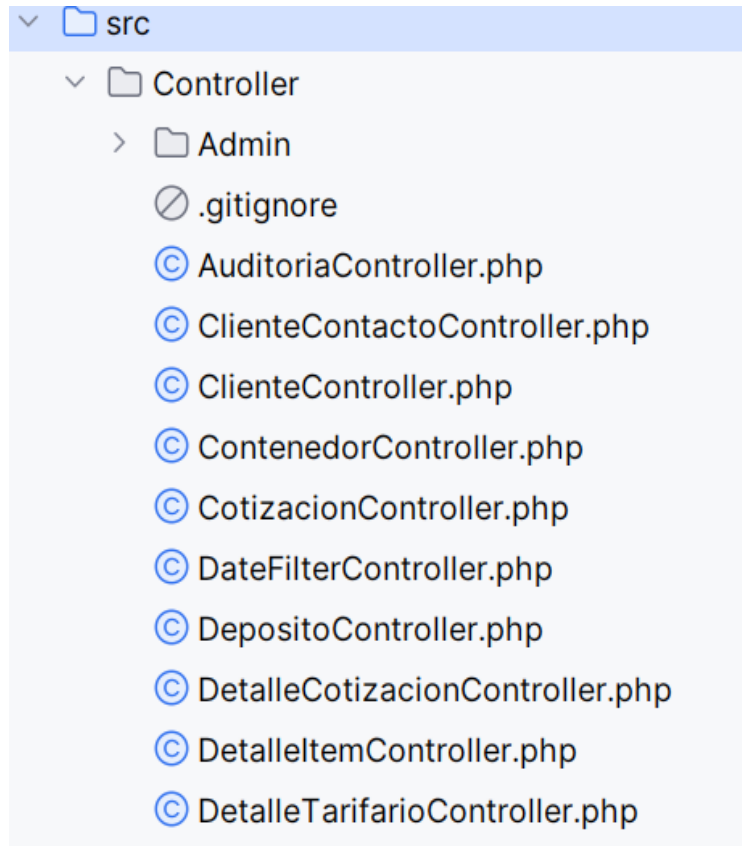 src
Controller
Admin
.gitignore
AuditoriaController.php
ClienteContactoController.php
ClienteController.php
ContenedorController.php
CotizacionController.php
DateFilterController.php
DepositoController.php
DetalleCotizacionController.php
DetalleItemController.php
DetalleTarifarioController.php